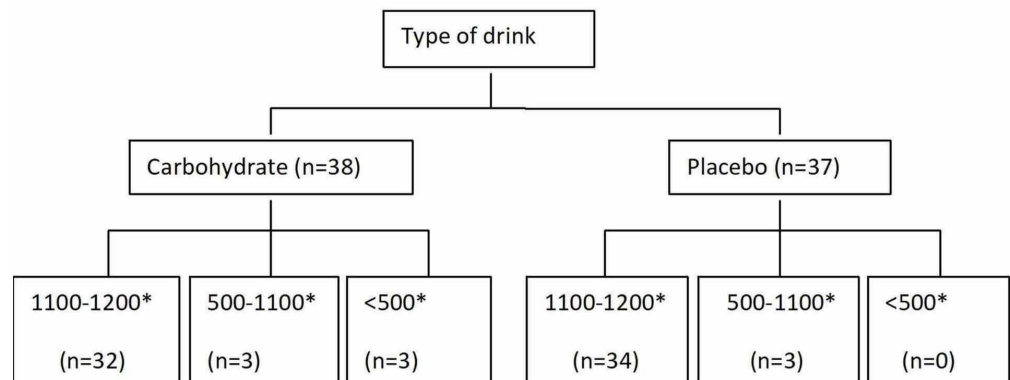 Type of drink
Carbohydrate (n=38)
Placebo (n=37)
1100-1200*
(n=32)
500-1100*
(n=3)
<500*
(n=3)
1100-1200*
(n=34)
500-1100*
(n=3)
<500*
(n=0)